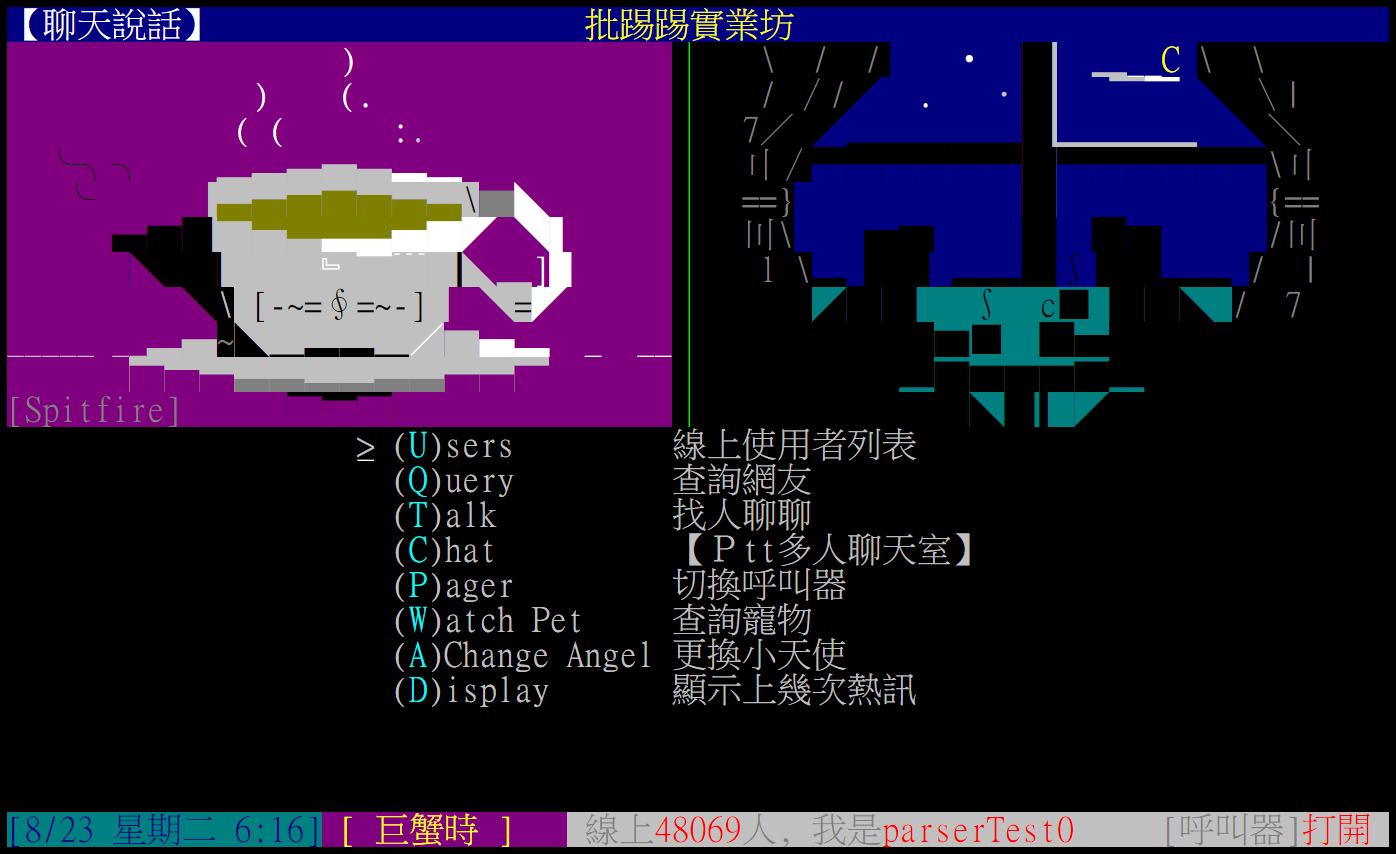 【聊天說話】 批踢踢實業坊
[Spitfire]
≥ (U)sers 線上使用者列表
(Q)uery 查詢網友
(T)alk 找人聊聊
(C)hat 【Ｐtt多人聊天室】
(P)ager 切換呼叫器
(W)atch Pet 查詢寵物
(A)Change Angel 更換小天使
(D)isplay 顯示上幾次熱訊
[8/23 星期二 6:16] [ 巨蟹時 ] 線上48069人, 我是parserTest0 [呼叫器]打開